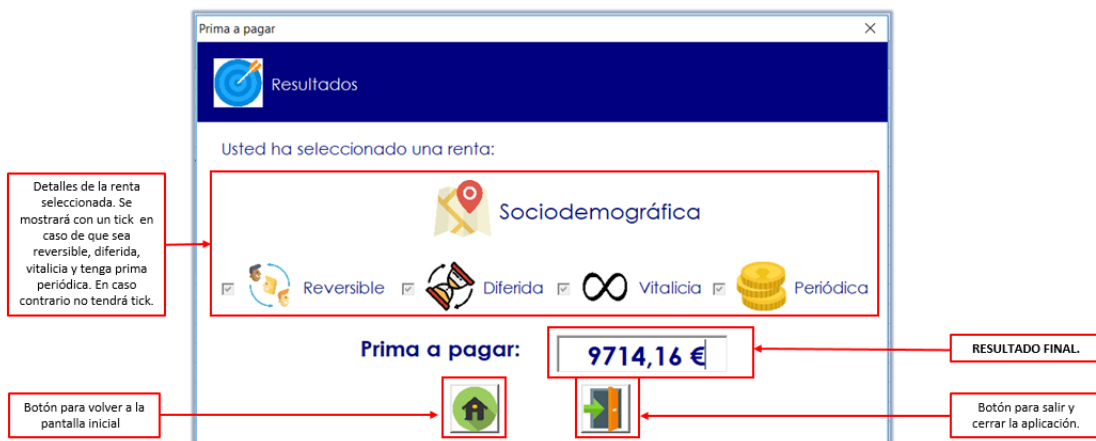 Prima a pagar
Resultados
Usted ha seleccionado una renta:
Detalles de la renta
seleccionada. Se
mostrará con un tick en
caso de que sea
reversible, diferida,
vitalicia y tenga prima
periódica. En caso
contrario no tendrá tick.
Sociodemográfica
Reversible Diferida Vitalicia Periódica
Prima a pagar: 9714,16 €
RESULTADO FINAL.
Botón para volver a la
pantalla inicial
Botón para salir y
cerrar la aplicación.